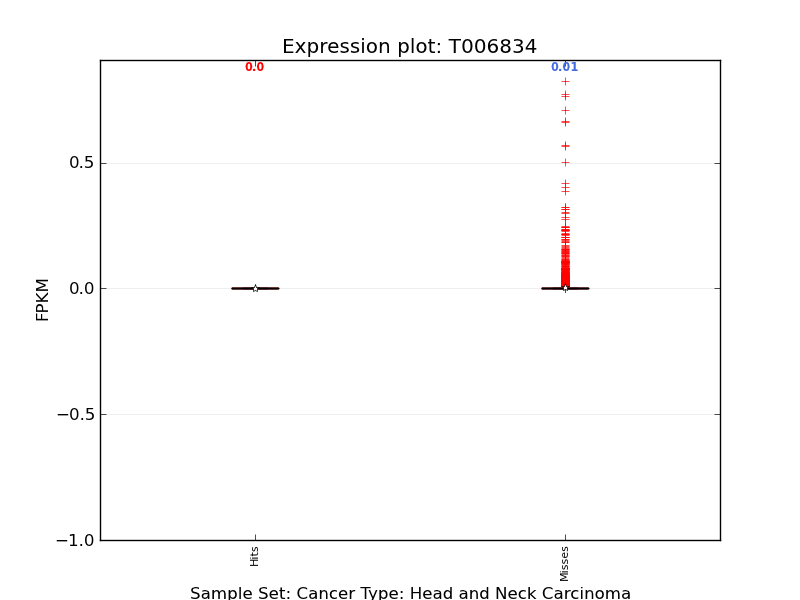 Expression plot: T006834
0.0
0.01
0.5
0.0
−0.5
−1.0
FPKM
Hits
Misses
Sample Set: Cancer Type: Head and Neck Carcinoma